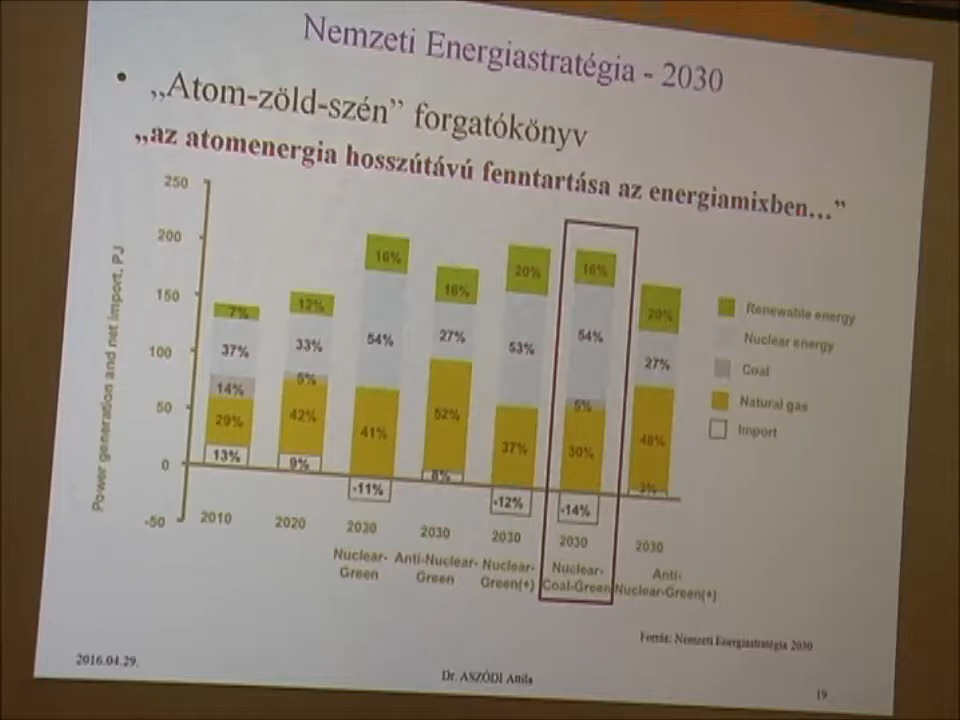 Nemzeti Energiastratégia - 2030
• „Atom-zöld-szén” forgatókönyv
„az atomenergia hosszútávú fenntartása az energiamixben…”
Power generation and net import, PJ
250
200
150
100
50
0
-50
7%
37%
14%
29%
13%
12%
33%
5%
42%
9%
16%
54%
41%
-11%
16%
27%
52%
6%
20%
53%
37%
-12%
16%
54%
5%
30%
-14%
20%
27%
48%
3%
Renewable energy
Nuclear energy
Coal
Natural gas
Import
2010
2020
2030
Nuclear-
Green
2030
Anti-Nuclear-
Green
2030
Nuclear-
Green(+)
2030
Nuclear-
Coal-Green
2030
Anti-
Nuclear-Green(+)
Forrás: Nemzeti Energiastratégia 2030
2016.04.29.
Dr. ASZÓDI Attila
19